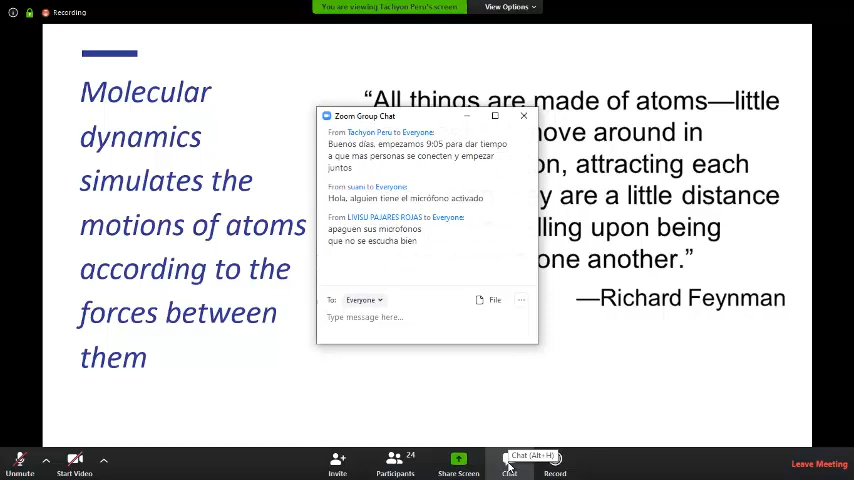 Recording
You are viewing Tachyon Peru's screen
View Options
Molecular
dynamics
simulates the
motions of atoms
according to the
forces between
them
“All things are made of atoms—little
move around in
on, attracting each
y are a little distance
lling upon being
one another.”
—Richard Feynman
Zoom Group Chat
From Tachyon Peru to Everyone:
Buenos días, empezamos 9:05 para dar tiempo
a que mas personas se conecten y empezar
juntos
From suani to Everyone:
Hola, alguien tiene el micrófono activado
From LIVISU PAJARES ROJAS to Everyone:
apaguen sus microfonos
que no se escucha bien
To: Everyone
File
Type message here...
Chat (Alt+H)
Unmute
Start Video
Invite
Participants
24
Share Screen
Chat
Record
Leave Meeting